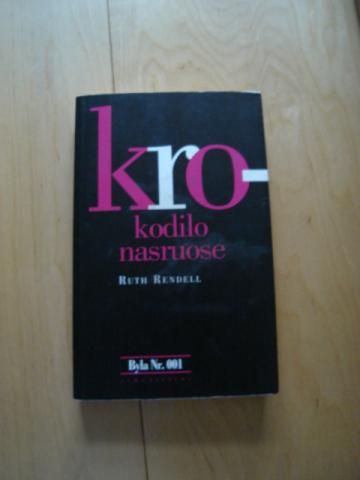 kro-
kodilo
nasruose
RUTH RENDELL
Byla Nr. 001